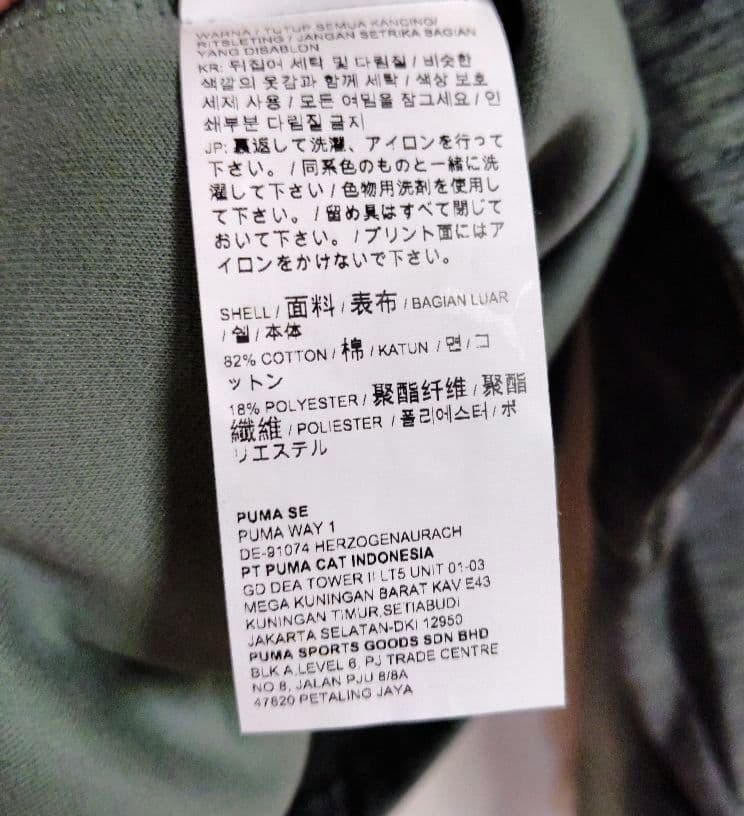 WARNA / TUTUP SEMUA KANCING/
RITSLETING / JANGAN SETRIKA BAGIAN
YANG DISABLON
KR: 뒤집어 세탁 및 다림질 / 비슷한
색깔의 옷감과 함께 세탁 / 색상 보호
세제 사용 / 모든 여밈을 잠그세요 / 인
쇄부분 다림질 금지
JP: 裏返して洗濯、アイロンを行って
下さい。 / 同系色のものと一緒に洗
濯して下さい / 色物用洗剤を使用し
て下さい。 / 留め具はすべて閉じて
おいて下さい。 / プリント面にはア
イロンをかけないで下さい。
SHELL / 面料 / 表布 / BAGIAN LUAR
/ 쉘 / 本体
82% COTTON / 棉 / KATUN / 면 / コ
ットン
18% POLYESTER / 聚酯纤维 / 聚酯
纖維 / POLIESTER / 폴리에스터 / ポ
リエステル
PUMA SE
PUMA WAY 1
DE-91074 HERZOGENAURACH
PT PUMA CAT INDONESIA
GD DEA TOWER II LT5 UNIT 01-03
MEGA KUNINGAN BARAT KAV E43
KUNINGAN TIMUR,SETIABUDI
JAKARTA SELATAN-DKI 12950
PUMA SPORTS GOODS SDN BHD
BLK A,LEVEL 6, PJ TRADE CENTRE
NO 8, JALAN PJU 8/8A
47820 PETALING JAYA